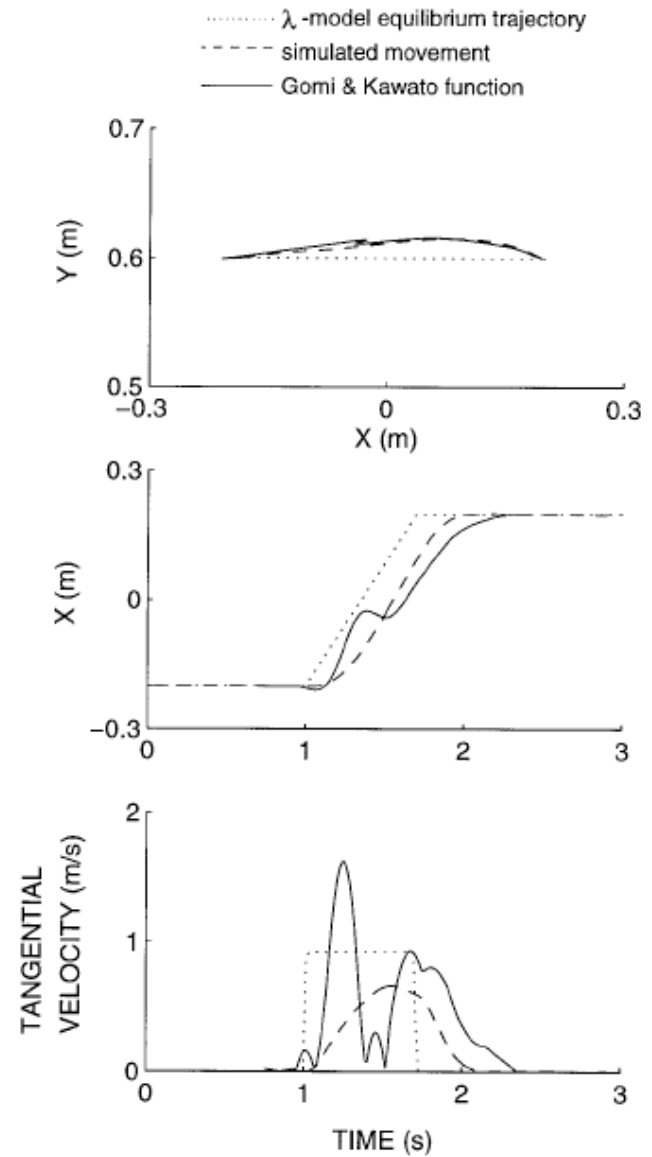 λ -model equilibrium trajectory
simulated movement
Gomi & Kawato function
0.7
Y (m)
0.6
0.5
−0.3
0
0.3
X (m)
0.3
X (m)
0
−0.3
0
1
2
3
2
TANGENTIAL
VELOCITY (m/s)
1
0
0
1
2
3
TIME (s)